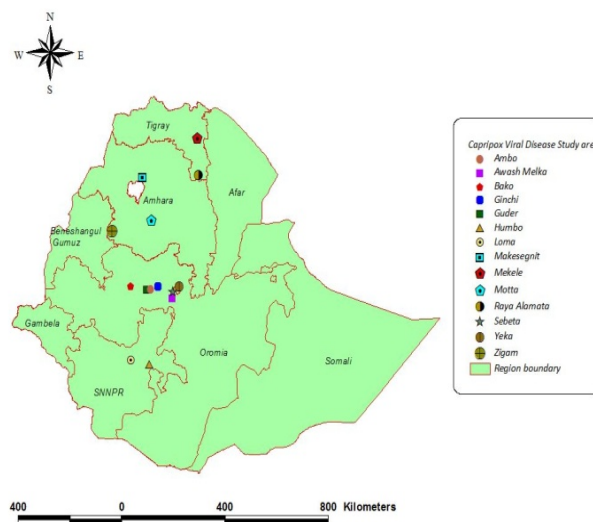 N
W E
S
Tigray
Afar
Amhara
Beneshangul
Gumuz
Gambela
Oromia
Somali
SNNPR
Capripox Viral Disease Study are
Ambo
Awash Melka
Bako
Ginchi
Guder
Humbo
Loma
Maksegnit
Mekele
Motta
Raya Alamata
Sebeta
Yeka
Zigam
Region boundary
400 0 400 800 Kilometers